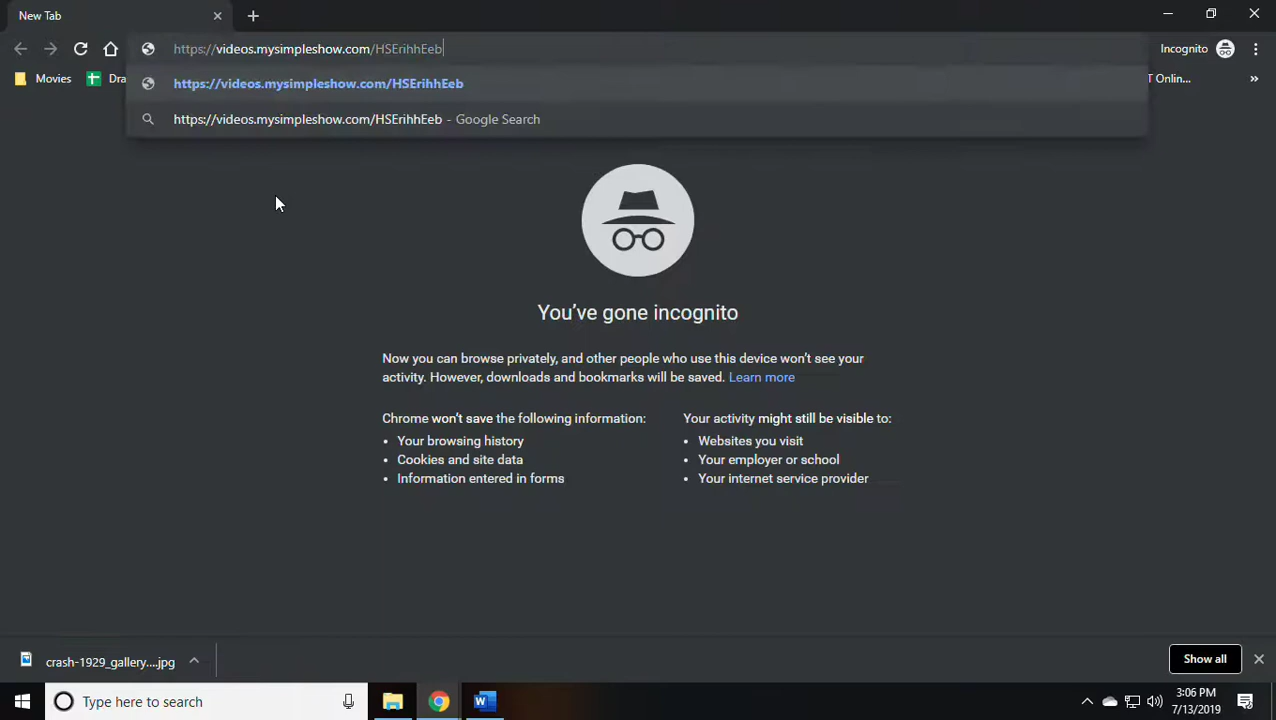 New Tab
https://videos.mysimpleshow.com/HSErihhEeb
Incognito
Movies
Dra
T Onlin...
»
https://videos.mysimpleshow.com/HSErihhEeb
https://videos.mysimpleshow.com/HSErihhEeb - Google Search
You've gone incognito
Now you can browse privately, and other people who use this device won't see your
activity. However, downloads and bookmarks will be saved. Learn more
Chrome won't save the following information:
• Your browsing history
• Cookies and site data
• Information entered in forms
Your activity might still be visible to:
• Websites you visit
• Your employer or school
• Your internet service provider
crash-1929_gallery....jpg
Show all
Type here to search
W
3:06 PM
7/13/2019